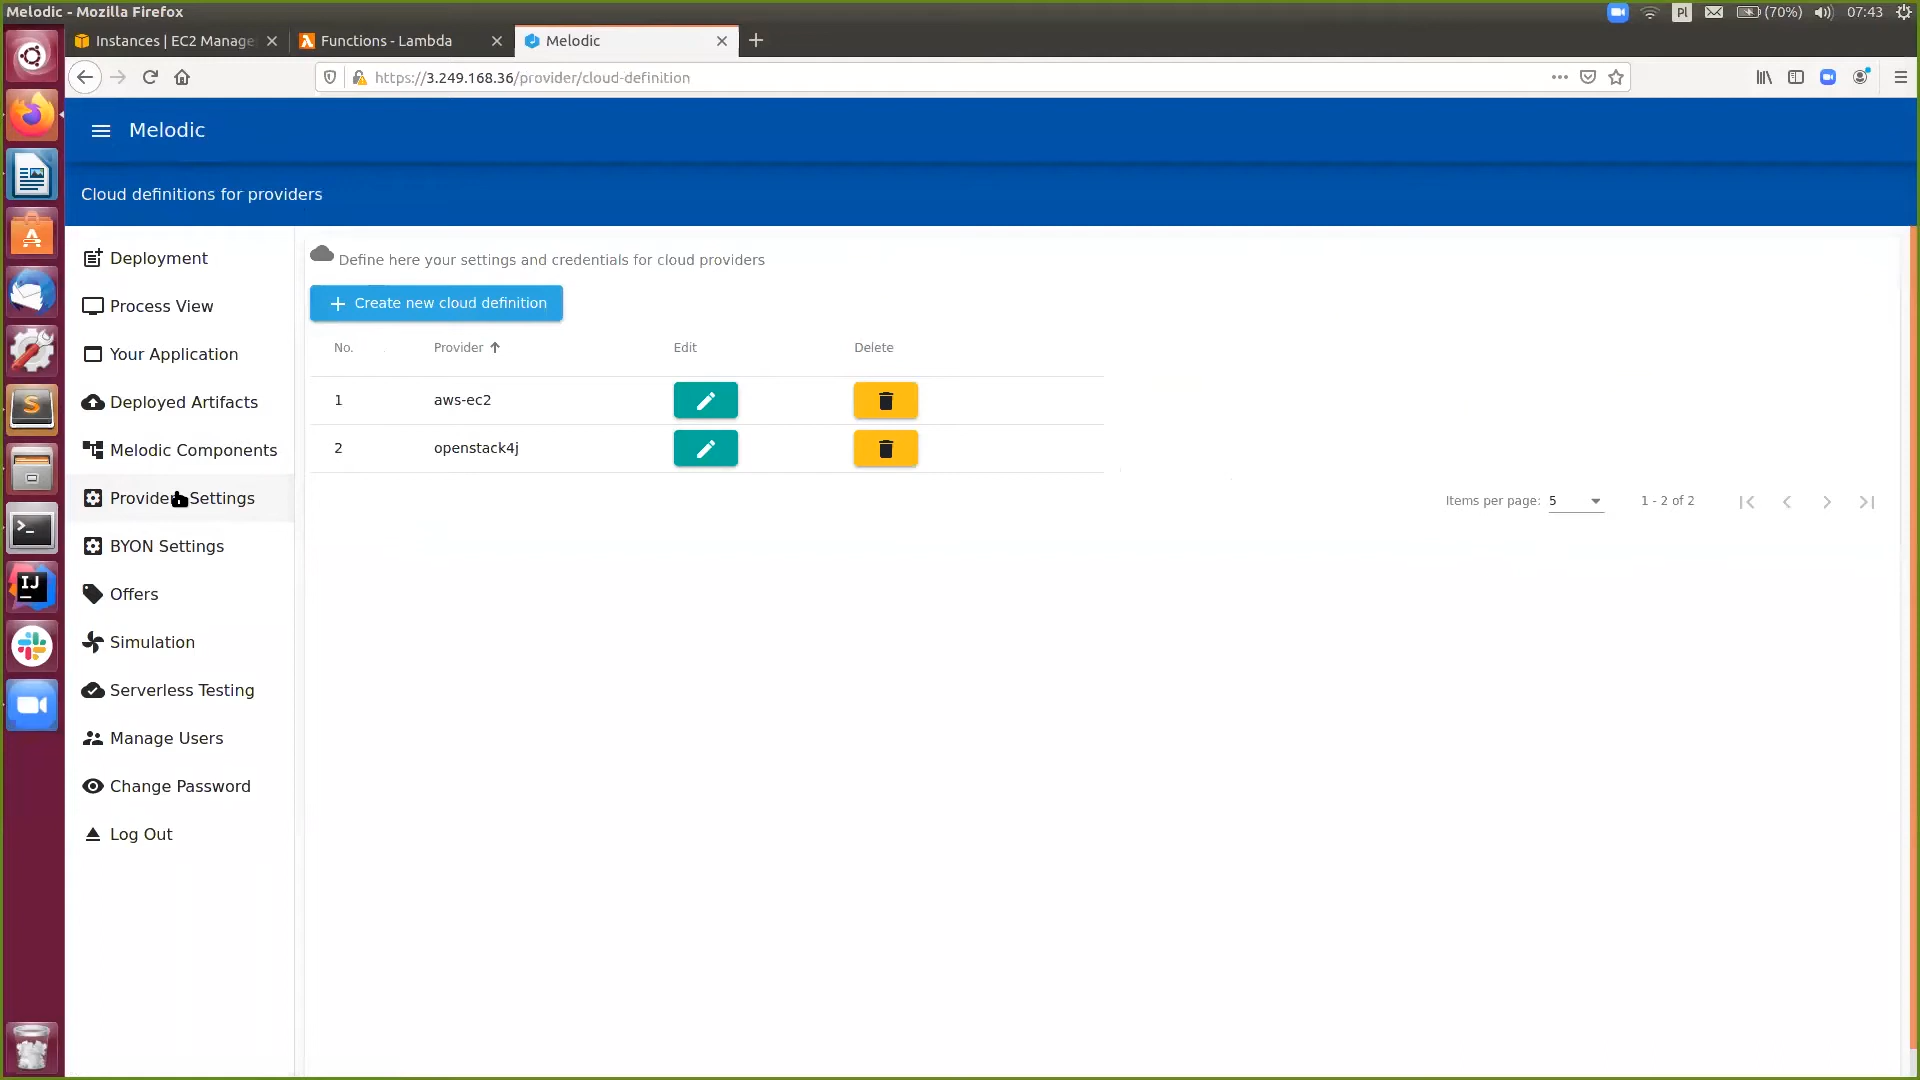 Melodic - Mozilla Firefox
Pl
(70%)
07:43
Instances | EC2 Manage
Functions - Lambda
Melodic
https://3.249.168.36/provider/cloud-definition
Melodic
Cloud definitions for providers
Deployment
Process View
Your Application
Deployed Artifacts
Melodic Components
Provider Settings
BYON Settings
Offers
Simulation
Serverless Testing
Manage Users
Change Password
Log Out
Define here your settings and credentials for cloud providers
Create new cloud definition
No. Provider Edit Delete
1 aws-ec2
2 openstack4j
Items per page: 5 1 - 2 of 2